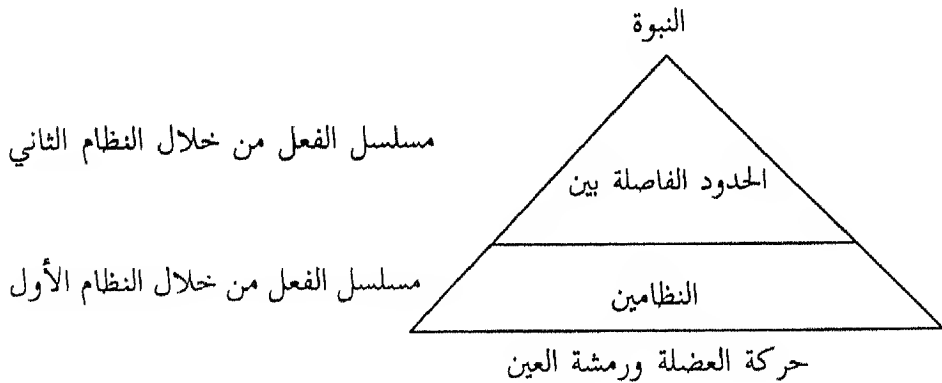 النبوة
مسلسل الفعل من خلال النظام الثاني
الحدود الفاصلة بين
مسلسل الفعل من خلال النظام الأول
النظامين
حركة العضلة ورمشة العين